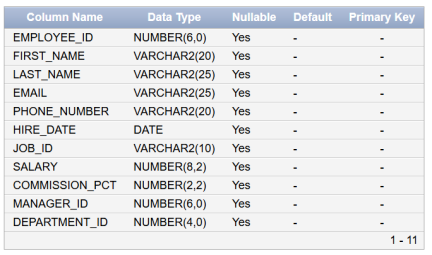 Column Name Data Type Nullable Default Primary Key
EMPLOYEE_ID NUMBER(6,0) Yes - -
FIRST_NAME VARCHAR2(20) Yes - -
LAST_NAME VARCHAR2(25) Yes - -
EMAIL VARCHAR2(25) Yes - -
PHONE_NUMBER VARCHAR2(20) Yes - -
HIRE_DATE DATE Yes - -
JOB_ID VARCHAR2(10) Yes - -
SALARY NUMBER(8,2) Yes - -
COMMISSION_PCT NUMBER(2,2) Yes - -
MANAGER_ID NUMBER(6,0) Yes - -
DEPARTMENT_ID NUMBER(4,0) Yes - -
1 - 11